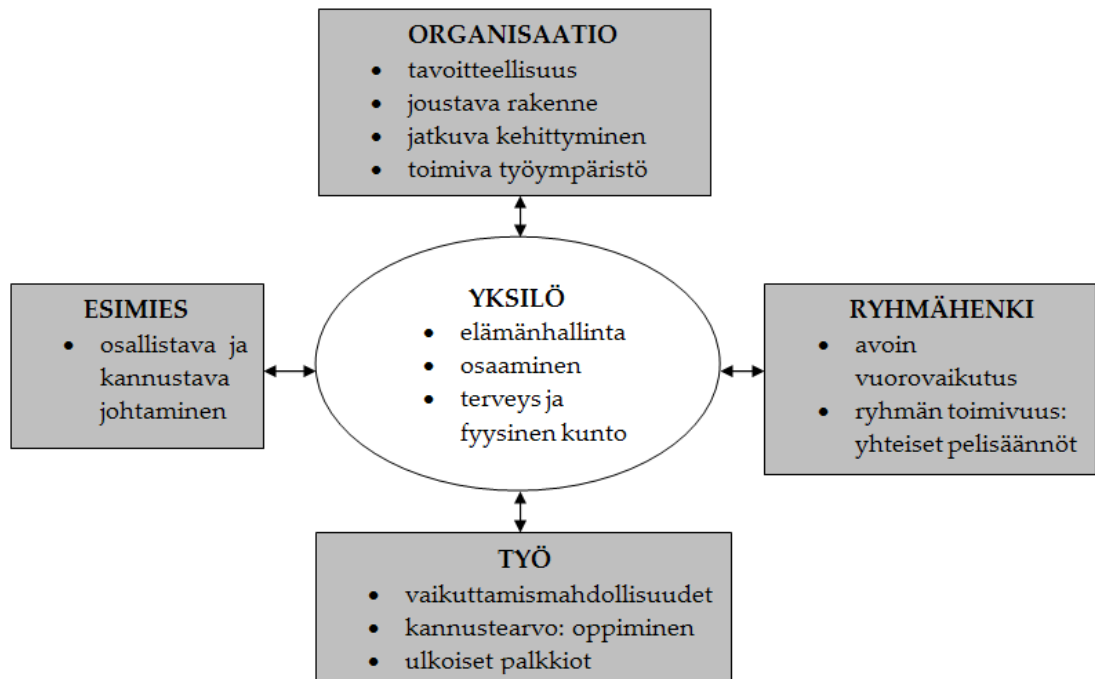 ORGANISAATIO
• tavoitteellisuus
• joustava rakenne
• jatkuva kehittyminen
• toimiva työympäristö
ESIMIES
• osallistava ja
kannustava
johtaminen
YKSILÖ
• elämänhallinta
• osaaminen
• terveys ja
fyysinen kunto
RYHMÄHENKI
• avoin
vuorovaikutus
• ryhmän toimivuus:
yhteiset pelisäännöt
TYÖ
• vaikuttamismahdollisuudet
• kannustearvo: oppiminen
• ulkoiset palkkiot